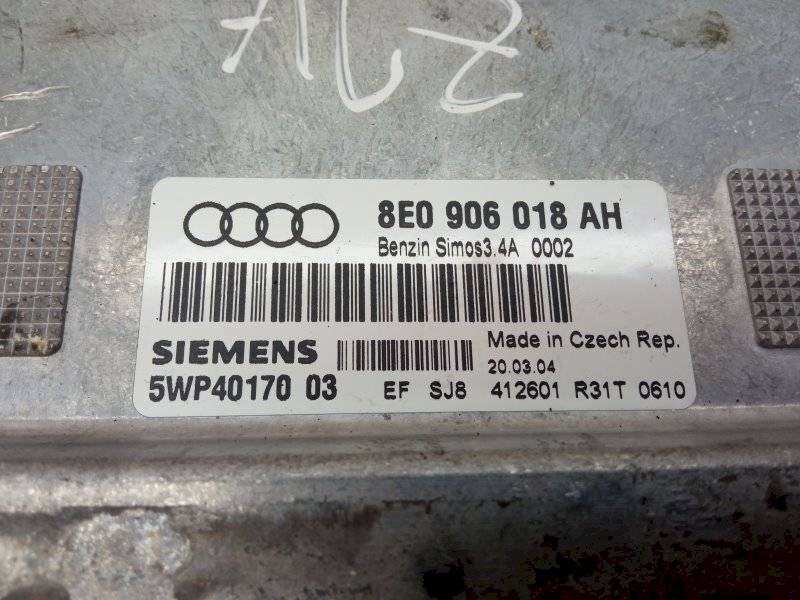 ALZ
8E0 906 018 AH
Benzin Simos3.4A 0002
SIEMENS
Made in Czech Rep.
20.03.04
5WP40170 03
EF SJ8 412601 R31T 0610